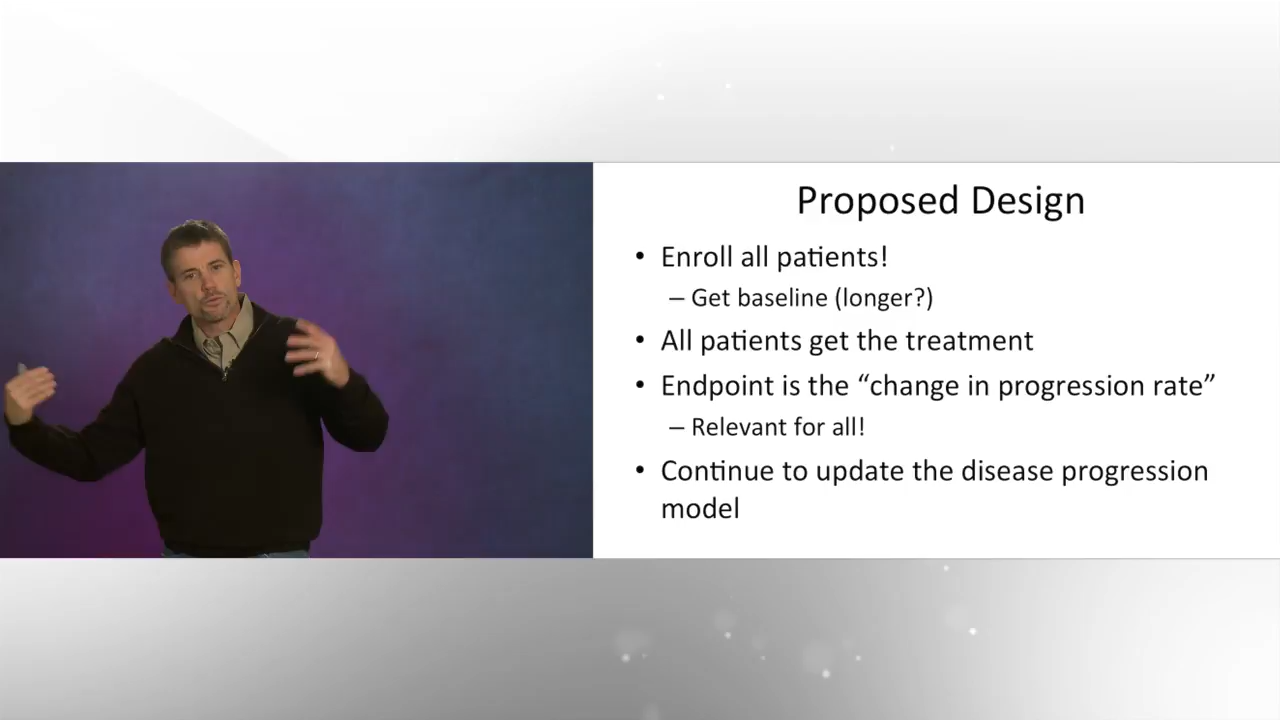 Proposed Design
• Enroll all patients!
– Get baseline (longer?)
• All patients get the treatment
• Endpoint is the “change in progression rate”
– Relevant for all!
• Continue to update the disease progression
model